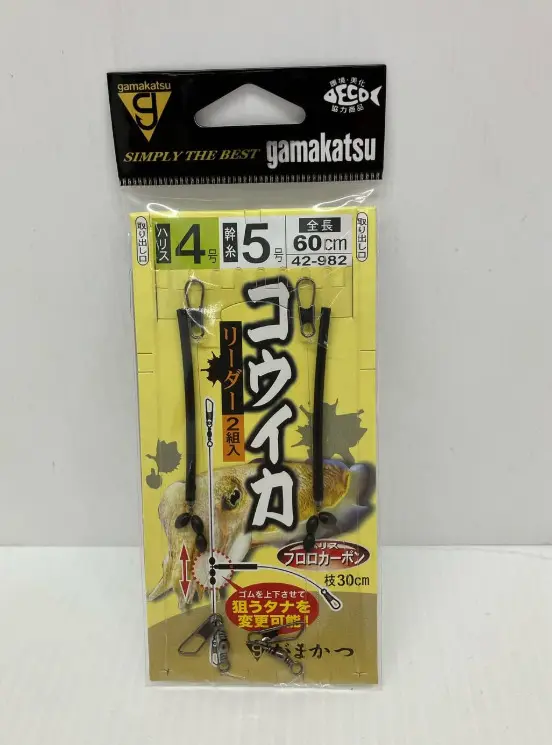 gamakatsu
g
環境・美化
DECO
協力商品
SIMPLY THE BEST
gamakatsu
取り出し口
ハリス
4号
幹糸
5号
全長
60cm
42-982
取り出し口
コウイカ
リーダー
2組入
ハリス
フロロカーボン
枝30cm
ゴムを上下させて
狙うタナを
変更可能!
がまかつ